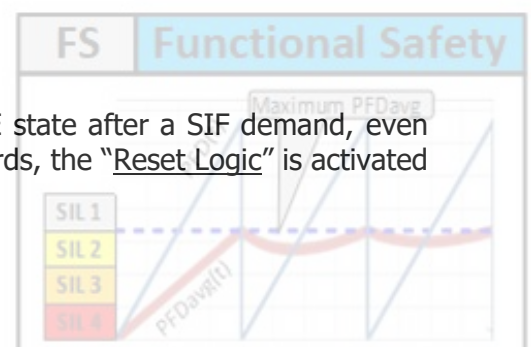 FS Functional Safety
Maximum PFDavg
E state after a SIF demand, even
rds, the “Reset Logic” is activated
SIL 1
SIL 2
SIL 3
SIL 4
PFDavg(t)